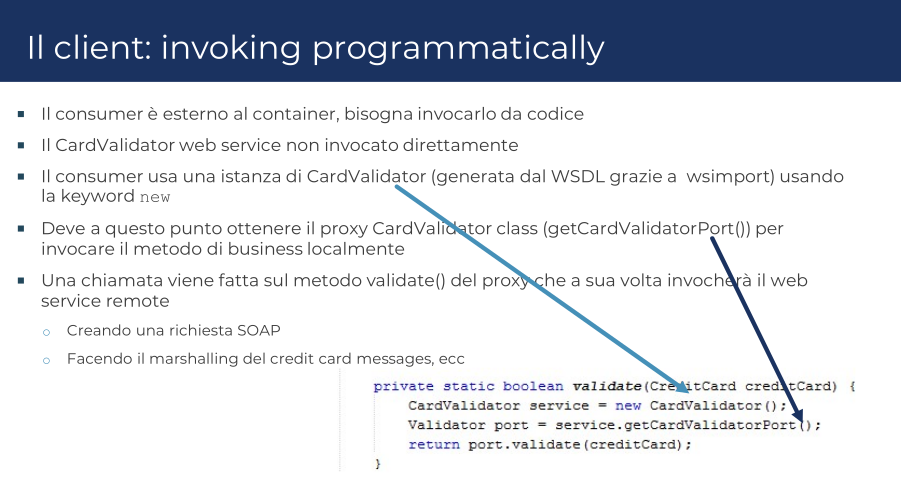 Il client: invoking programmatically
Il consumer è esterno al container, bisogna invocarlo da codice
Il CardValidator web service non invocato direttamente
Il consumer usa una istanza di CardValidator (generata dal WSDL grazie a  wsimport) usando
la keyword new
Deve a questo punto ottenere il proxy CardValidator class (getCardValidatorPort()) per
invocare il metodo di business localmente
Una chiamata viene fatta sul metodo validate() del proxy che a sua volta invocherà il web
service remote
Creando una richiesta SOAP
Facendo il marshalling del credit card messages, ecc
private static boolean validate(CreditCard creditCard) {
CardValidator service = new CardValidator();
Validator port = service.getCardValidatorPort();
return port.validate(creditCard);
}